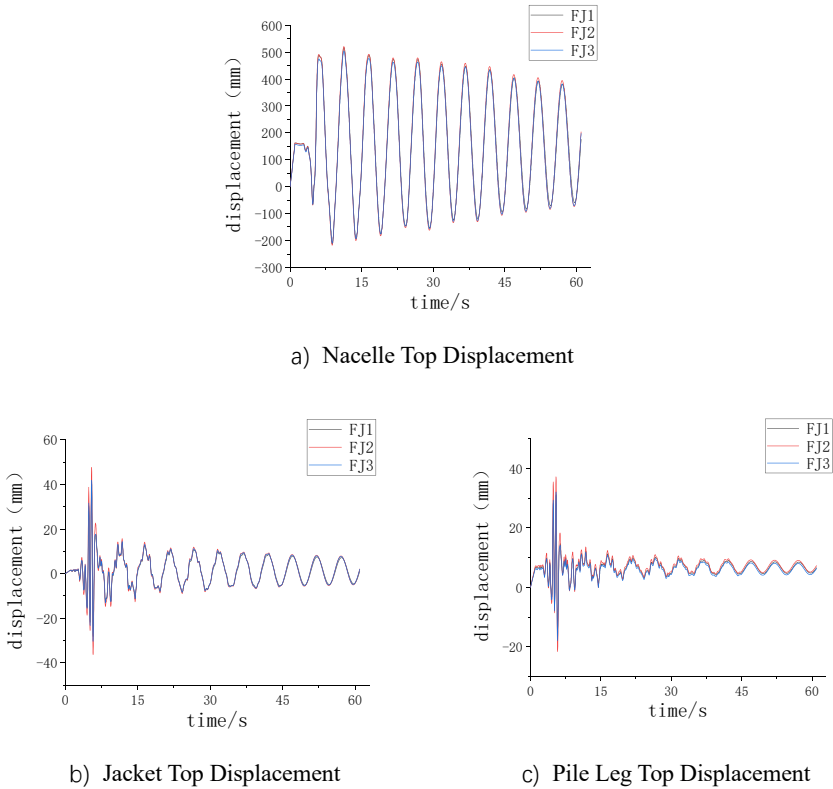 FJ1
FJ2
FJ3
600
500
400
300
200
100
0
-100
-200
-300
displacement（mm）
0 15 30 45 60
time/s
a) Nacelle Top Displacement
FJ1
FJ2
FJ3
60
40
20
0
-20
-40
displacement（mm）
0 15 30 45 60
time/s
b) Jacket Top Displacement
FJ1
FJ2
FJ3
40
20
0
-20
displacement（mm）
0 15 30 45 60
time/s
c) Pile Leg Top Displacement